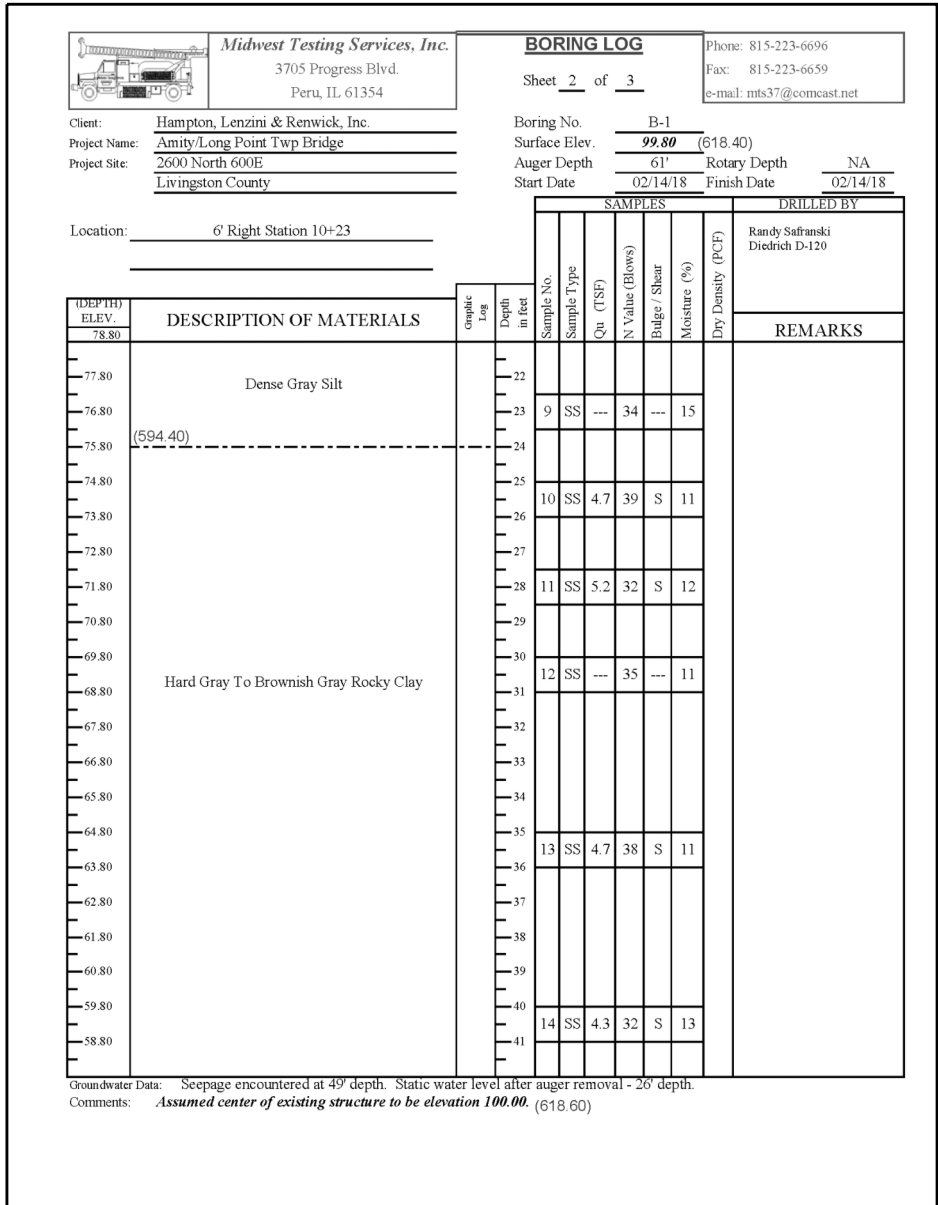 Midwest Testing Services, Inc.
3705 Progress Blvd.
Peru, IL 61354
BORING LOG
Sheet 2 of 3
Phone: 815-223-6696
Fax: 815-223-6659
e-mail: mts37@comcast.net
Client: Hampton, Lenzini & Renwick, Inc.
Project Name: Amity/Long Point Twp Bridge
Project Site: 2600 North 600E
Livingston County
Boring No. B-1
Surface Elev. 99.80 (618.40)
Auger Depth 61' Rotary Depth NA
Start Date 02/14/18 Finish Date 02/14/18
Location: 6' Right Station 10+23
SAMPLES DRILLED BY
Randy Safranski
Diedrich D-120
(DEPTH)
ELEV.
78.80
DESCRIPTION OF MATERIALS
Graphic
Log
Depth
in feet
Sample No.
Sample Type
Qu (TSF)
N Value (Blows)
Bulge / Shear
Moisture (%)
Dry Density (PCF)
REMARKS
77.80 22
Dense Gray Silt
76.80 23 9 SS --- 34 --- 15
(594.40)
75.80 24
74.80 25
10 SS 4.7 39 S 11
73.80 26
72.80 27
71.80 28 11 SS 5.2 32 S 12
70.80 29
69.80 30
12 SS --- 35 --- 11
Hard Gray To Brownish Gray Rocky Clay
68.80 31
67.80 32
66.80 33
65.80 34
64.80 35
13 SS 4.7 38 S 11
63.80 36
62.80 37
61.80 38
60.80 39
59.80 40
14 SS 4.3 32 S 13
58.80 41
Groundwater Data: Seepage encountered at 49' depth. Static water level after auger removal - 26' depth.
Comments: Assumed center of existing structure to be elevation 100.00. (618.60)